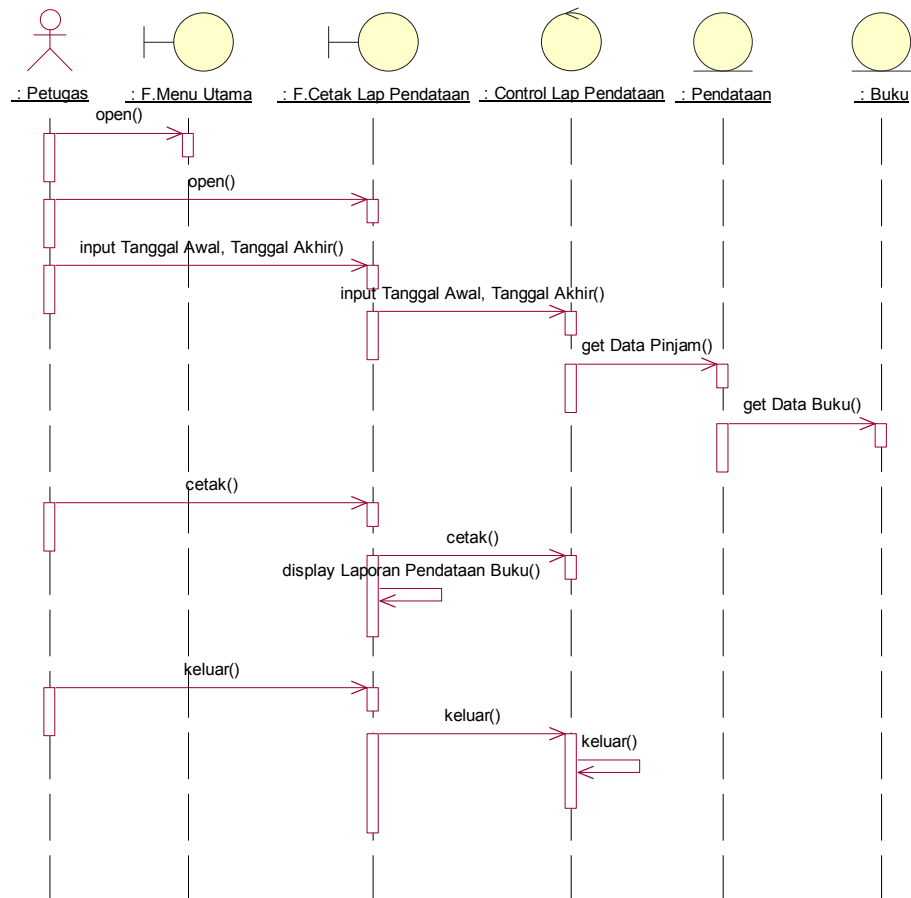 : Petugas
: F.Menu Utama
: F.Cetak Lap Pendataan
: Control Lap Pendataan
: Pendataan
: Buku
open()
open()
input Tanggal Awal, Tanggal Akhir()
input Tanggal Awal, Tanggal Akhir()
get Data Pinjam()
get Data Buku()
cetak()
cetak()
display Laporan Pendataan Buku()
keluar()
keluar()
keluar()